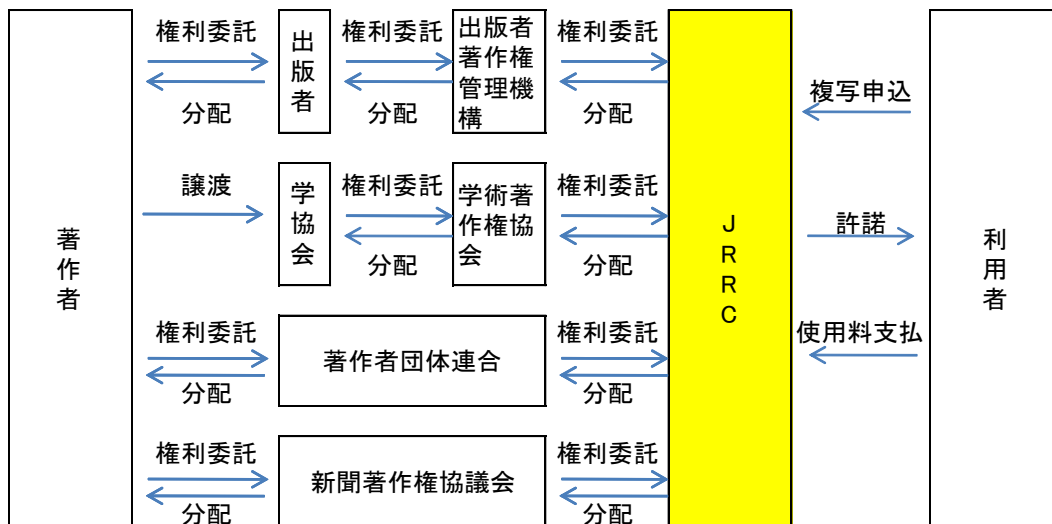 著作者
権利委託
分配
出版者
権利委託
分配
出版者
著作権
管理機
構
権利委託
分配
譲渡
学協会
権利委託
分配
学術著
作権協
会
権利委託
分配
権利委託
分配
著作者団体連合
権利委託
分配
権利委託
分配
新聞著作権協議会
権利委託
分配
JRRC
複写申込
許諾
使用料支払
利用者